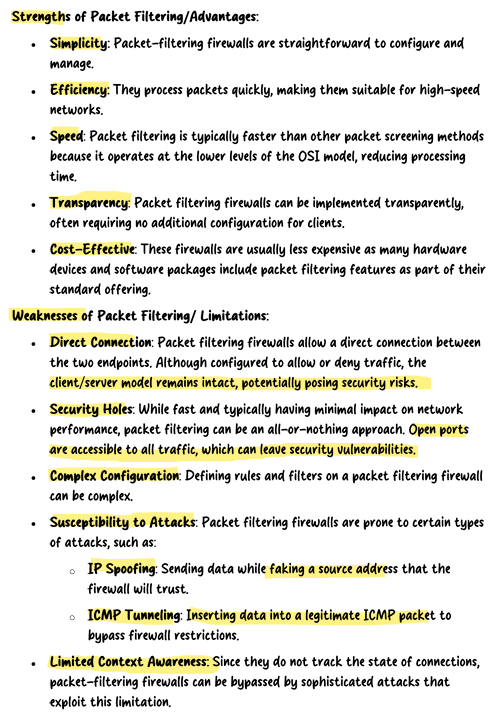 Strengths of Packet Filtering/Advantages:
• Simplicity: Packet-filtering firewalls are straightforward to configure and
manage.
• Efficiency: They process packets quickly, making them suitable for high-speed
networks.
• Speed: Packet filtering is typically faster than other packet screening methods
because it operates at the lower levels of the OSI model, reducing processing
time.
• Transparency: Packet filtering firewalls can be implemented transparently,
often requiring no additional configuration for clients.
• Cost-Effective: These firewalls are usually less expensive as many hardware
devices and software packages include packet filtering features as part of their
standard offering.
Weaknesses of Packet Filtering/ Limitations:
• Direct Connection: Packet filtering firewalls allow a direct connection between
the two endpoints. Although configured to allow or deny traffic, the
client/server model remains intact, potentially posing security risks.
• Security Holes: While fast and typically having minimal impact on network
performance, packet filtering can be an all-or-nothing approach. Open ports
are accessible to all traffic, which can leave security vulnerabilities.
• Complex Configuration: Defining rules and filters on a packet filtering firewall
can be complex.
• Susceptibility to Attacks: Packet filtering firewalls are prone to certain types
of attacks, such as:
○ IP Spoofing: Sending data while faking a source address that the
firewall will trust.
○ ICMP Tunneling: Inserting data into a legitimate ICMP packet to
bypass firewall restrictions.
• Limited Context Awareness: Since they do not track the state of connections,
packet-filtering firewalls can be bypassed by sophisticated attacks that
exploit this limitation.